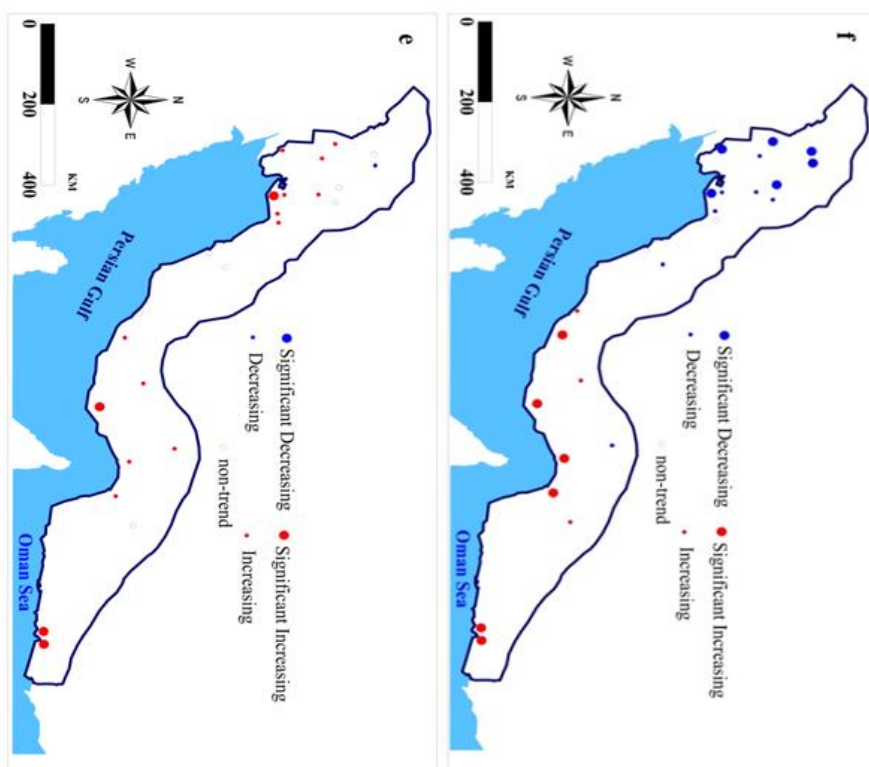 f
Significant Decreasing Significant Increasing
Decreasing Increasing
non-trend
N
W E
S
Persian Gulf
KM
0 200 400
Oman Sea
e
Significant Decreasing Significant Increasing
Decreasing Increasing
non-trend
N
W E
S
Persian Gulf
KM
0 200 400
Oman Sea